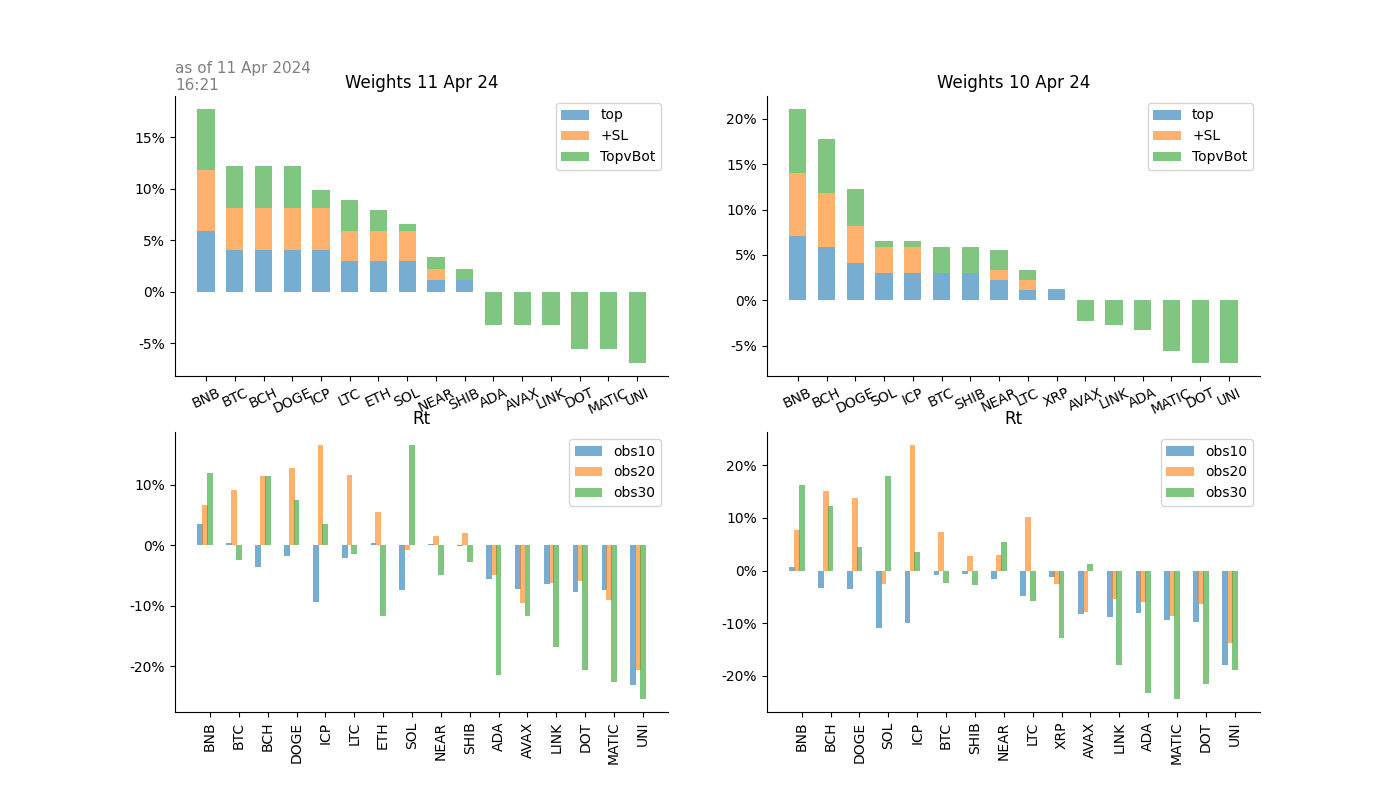 as of 11 Apr 2024
16:21
Weights 11 Apr 24
15%
10%
5%
0%
-5%
top
+SL
TopvBot
BNB BTC BCH DOGE ICP LTC ETH SOL NEAR SHIB ADA AVAX LINK DOT MATIC UNI
Weights 10 Apr 24
20%
15%
10%
5%
0%
-5%
top
+SL
TopvBot
BNB BCH DOGE SOL ICP BTC SHIB NEAR LTC XRP AVAX LINK ADA MATIC DOT UNI
Rt
10%
0%
-10%
-20%
obs10
obs20
obs30
BNB BTC BCH DOGE ICP LTC ETH SOL NEAR SHIB ADA AVAX LINK DOT MATIC UNI
Rt
20%
10%
0%
-10%
-20%
obs10
obs20
obs30
BNB BCH DOGE SOL ICP BTC SHIB NEAR LTC XRP AVAX LINK ADA MATIC DOT UNI